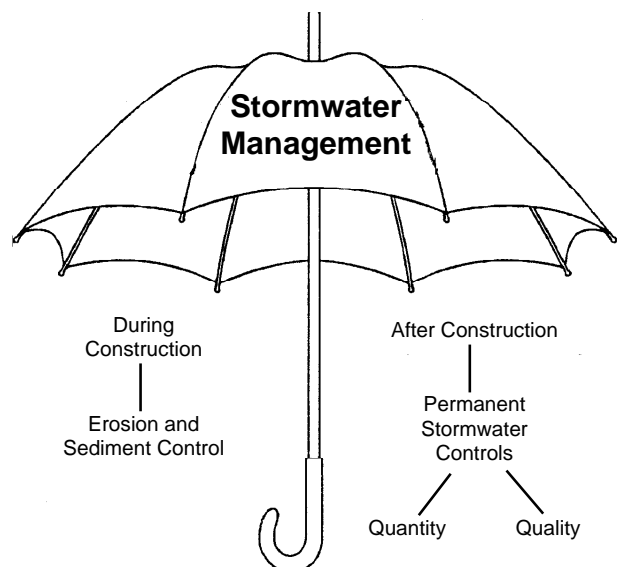 Stormwater
Management
During
Construction
Erosion and
Sediment Control
After Construction
Permanent
Stormwater
Controls
Quantity
Quality